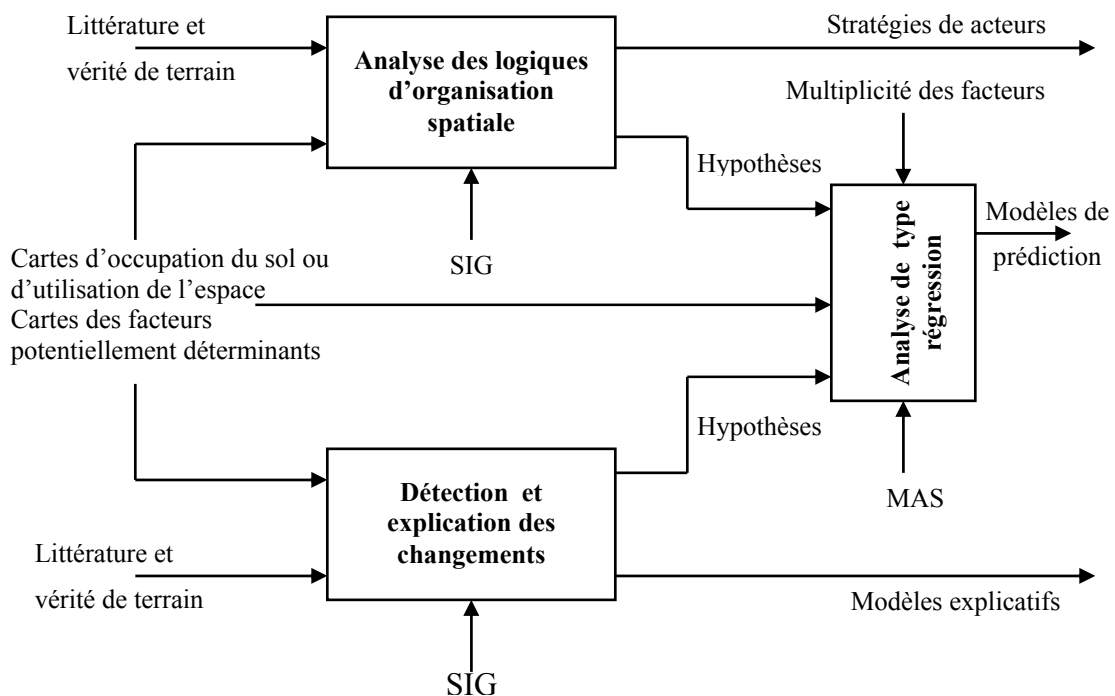 Littérature et
vérité de terrain
Analyse des logiques
d’organisation
spatiale
Stratégies de acteurs
Multiplicité des facteurs
Hypothèses
SIG
Cartes d’occupation du sol ou
d’utilisation de l’espace
Cartes des facteurs
potentiellement déterminants
Analyse de type
régression
Modèles de
prédiction
Hypothèses
MAS
Détection et
explication des
changements
Littérature et
vérité de terrain
Modèles explicatifs
SIG